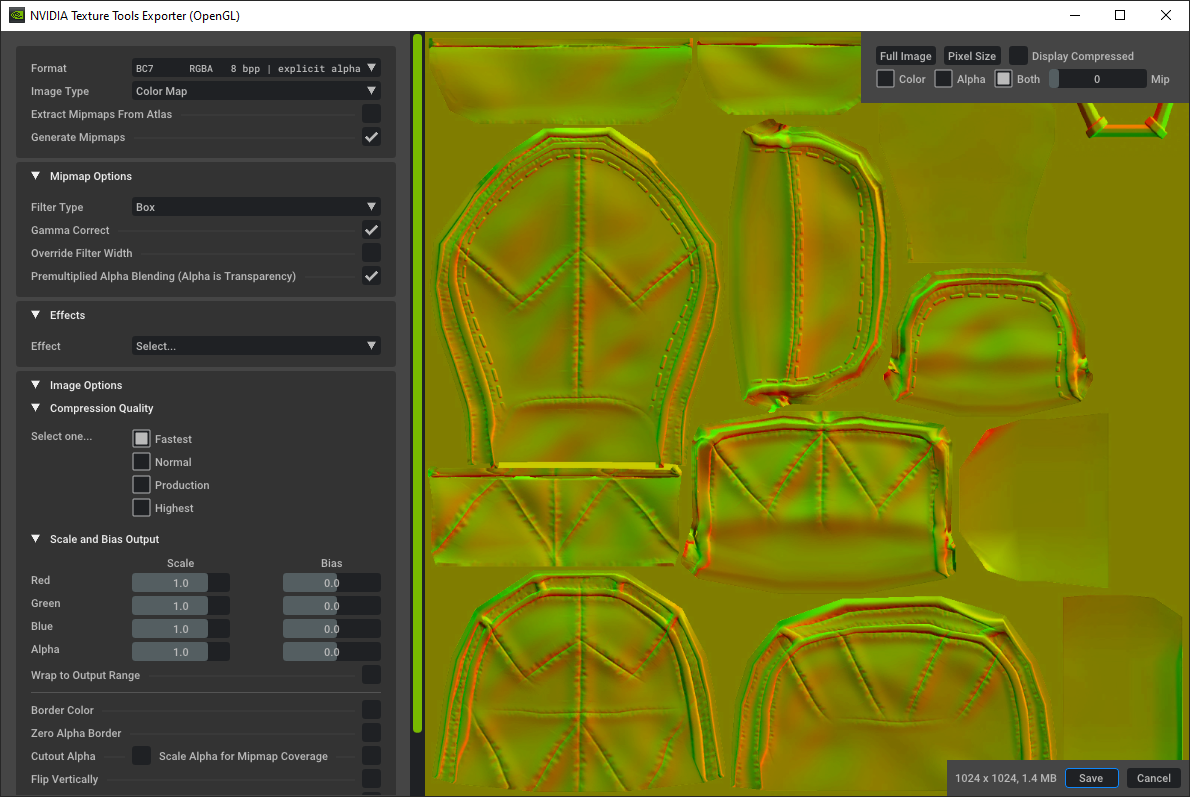 NVIDIA Texture Tools Exporter (OpenGL)
Format BC7 RGBA 8 bpp | explicit alpha
Image Type Color Map
Extract Mipmaps From Atlas
Generate Mipmaps
Mipmap Options
Filter Type Box
Gamma Correct
Override Filter Width
Premultiplied Alpha Blending (Alpha is Transparency)
Effects
Effect Select...
Image Options
Compression Quality
Select one... Fastest
Normal
Production
Highest
Scale and Bias Output
Scale Bias
Red 1.0 0.0
Green 1.0 0.0
Blue 1.0 0.0
Alpha 1.0 0.0
Wrap to Output Range
Border Color
Zero Alpha Border
Cutout Alpha Scale Alpha for Mipmap Coverage
Flip Vertically
Full Image Pixel Size Display Compressed
Color Alpha Both 0 Mip
1024 x 1024, 1.4 MB Save Cancel